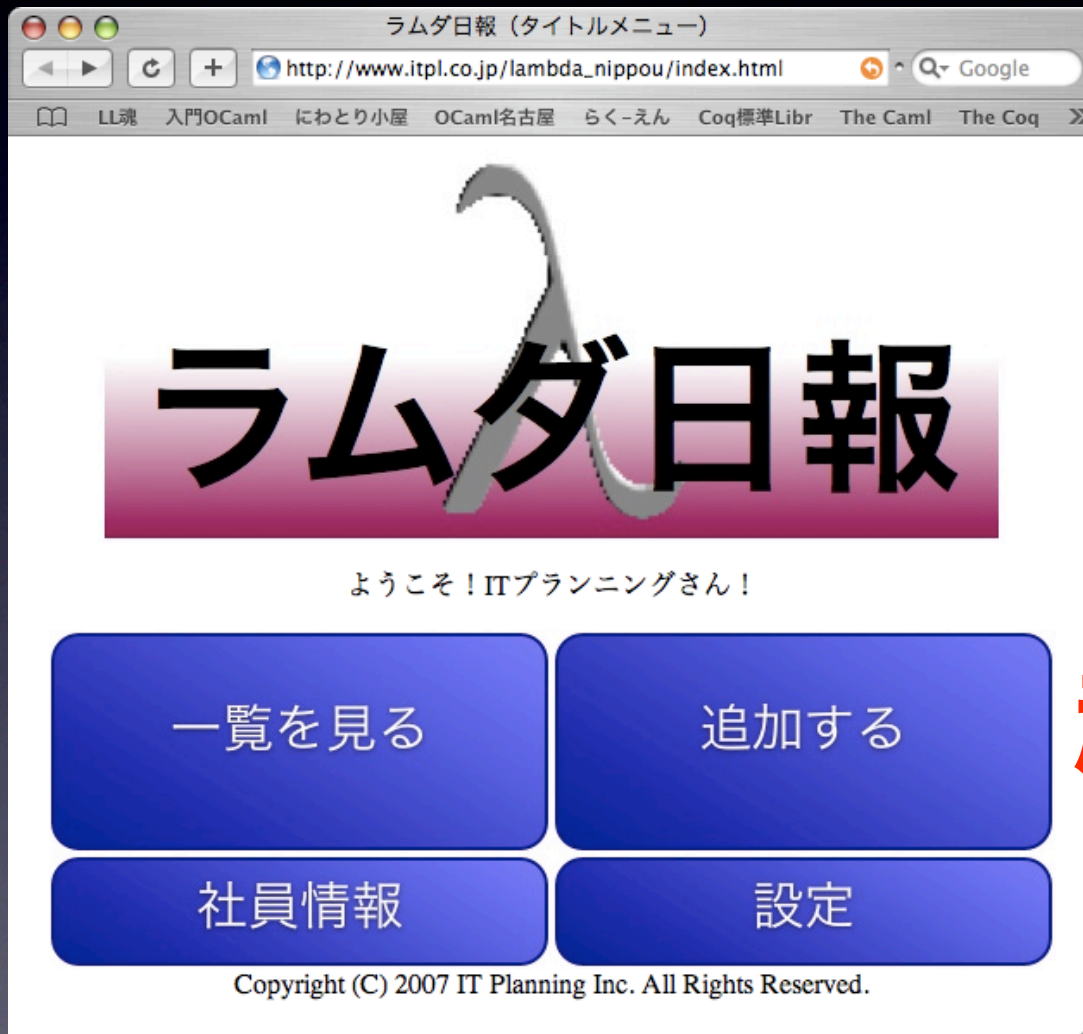 ラムダ日報（タイトルメニュー）
http://www.itpl.co.jp/lambda_nippou/index.html
Google
LL魂 入門OCaml にわとり小屋 OCaml名古屋 らく-えん Coq標準Libr The Caml The Coq
λ
ラムダ日報
ようこそ！ITプランニングさん！
一覧を見る 追加する
社員情報 設定
Copyright (C) 2007 IT Planning Inc. All Rights Reserved.